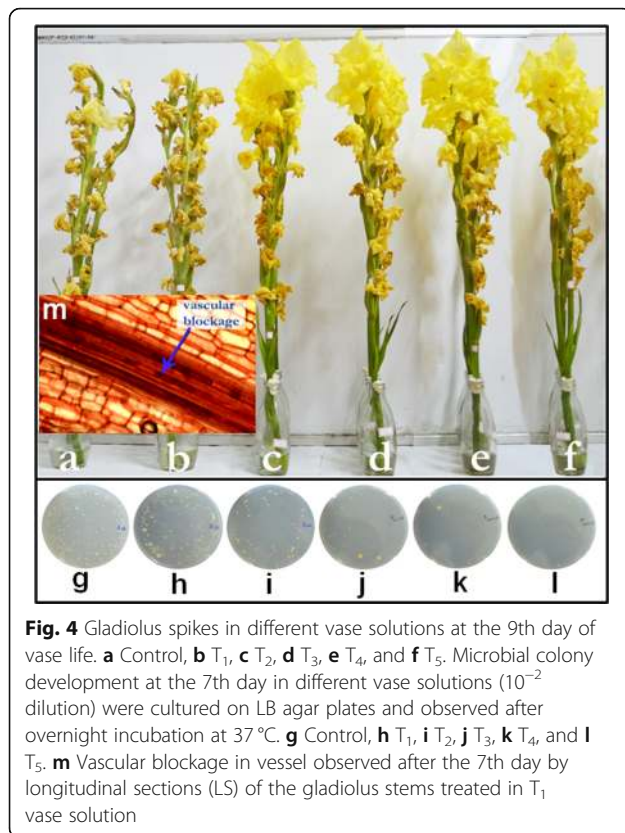 m
vascular
blockage
a b c d e f
g h i j k l
Fig. 4 Gladiolus spikes in different vase solutions at the 9th day of
vase life. a Control, b T₁, c T₂, d T₃, e T₄, and f T₅. Microbial colony
development at the 7th day in different vase solutions (10⁻²
dilution) were cultured on LB agar plates and observed after
overnight incubation at 37 °C. g Control, h T₁, i T₂, j T₃, k T₄, and l
T₅. m Vascular blockage in vessel observed after the 7th day by
longitudinal sections (LS) of the gladiolus stems treated in T₁
vase solution